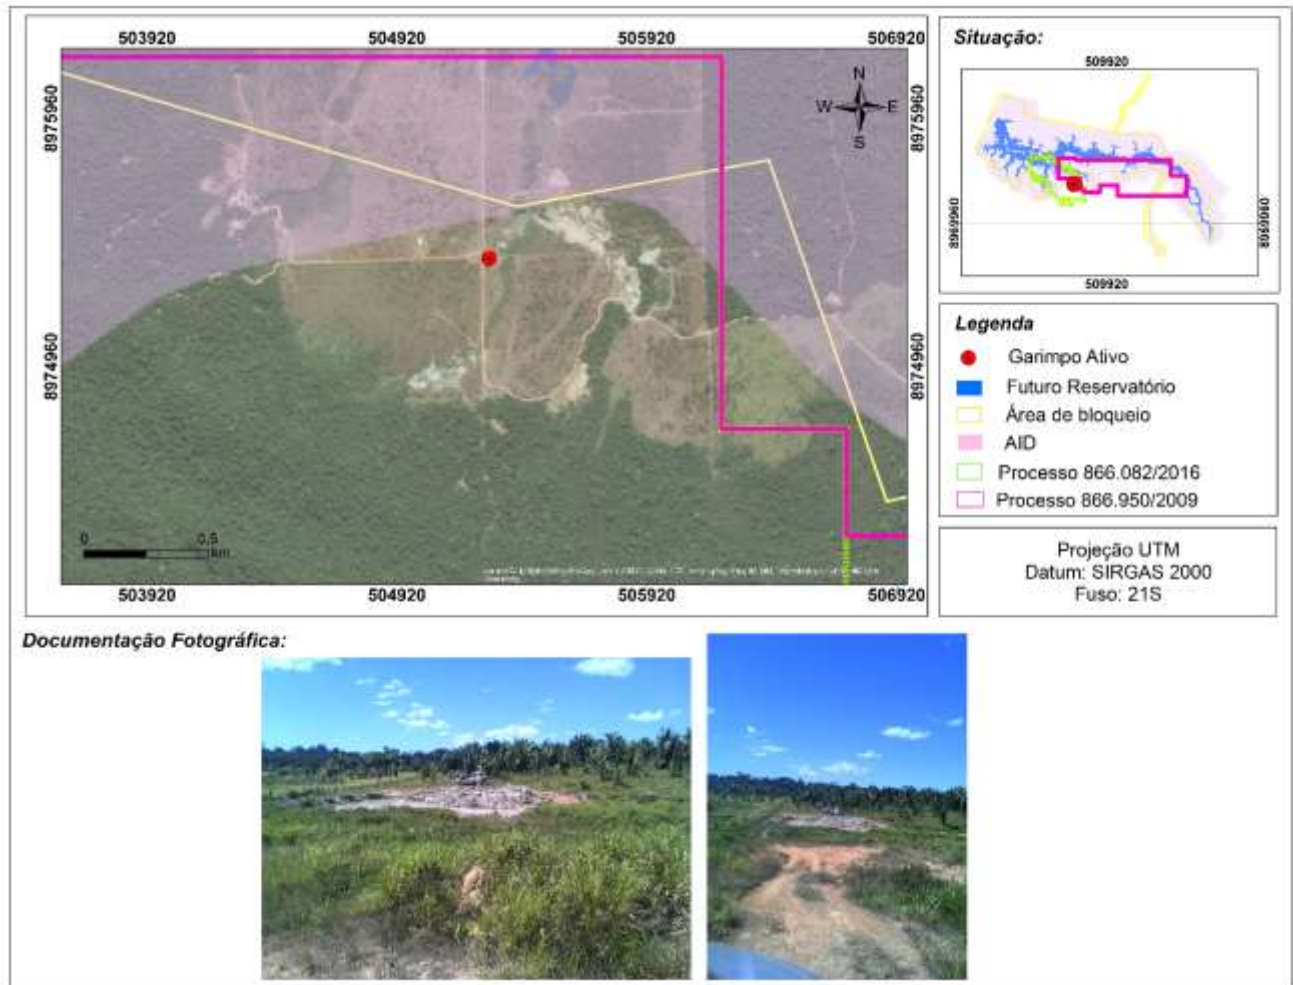 503920 504920 505920 506920
8975960
8975960
N
W E
S
8974960
8974960
0 0,5
km
503920 504920 505920 506920
Situação:
509920
8969960
8969960
509920
Legenda
Garimpo Ativo
Futuro Reservatório
Área de bloqueio
AID
Processo 866.082/2016
Processo 866.950/2009
Projeção UTM
Datum: SIRGAS 2000
Fuso: 21S
Documentação Fotográfica: